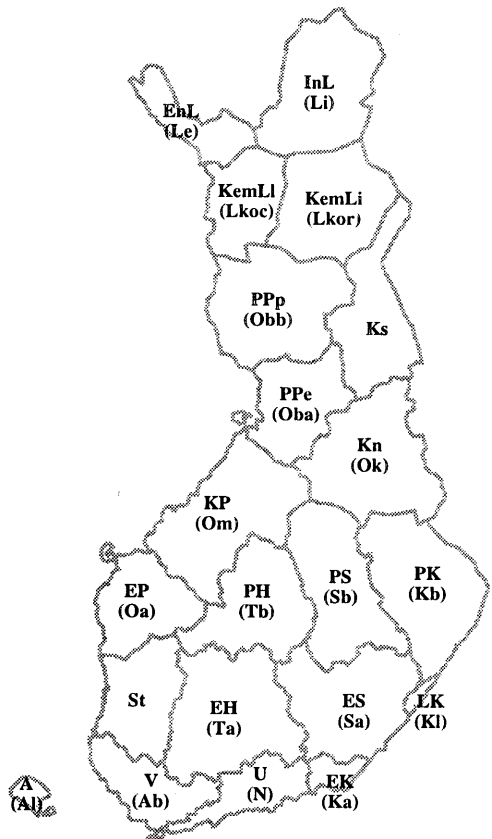 InL
(Li)
EnL
(Le)
KemLl
(Lkoc)
KemLi
(Lkor)
PPp
(Obb)
Ks
PPe
(Oba)
Kn
(Ok)
KP
(Om)
EP
(Oa)
PH
(Tb)
PS
(Sb)
PK
(Kb)
St
EH
(Ta)
ES
(Sa)
LK
(Kl)
V
(Ab)
U
(N)
EK
(Ka)
A
(Al)